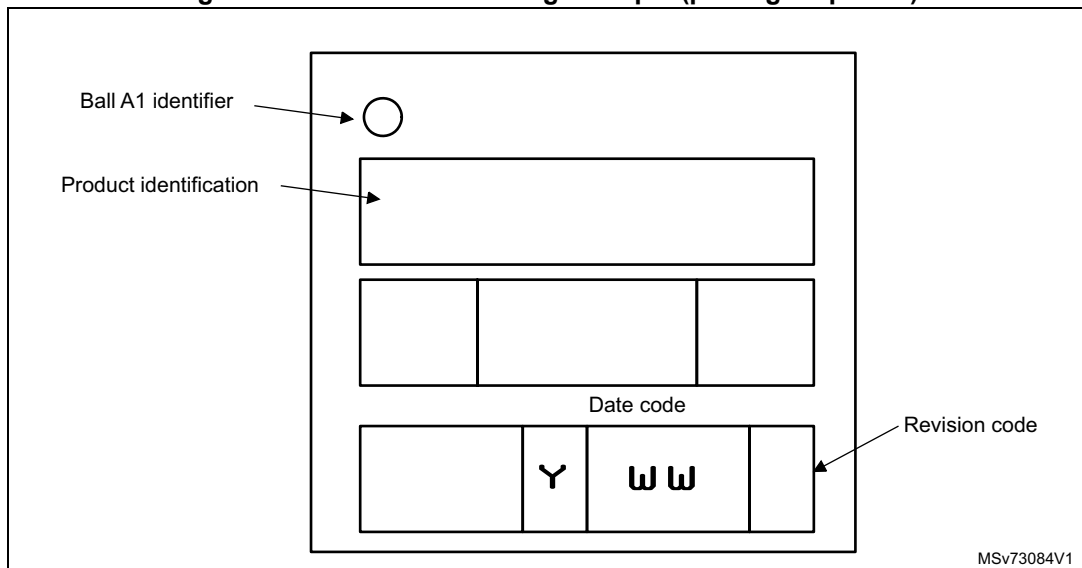 Ball A1 identifier
Product identification
Date code
Revision code
Y
WW
MSv73084V1